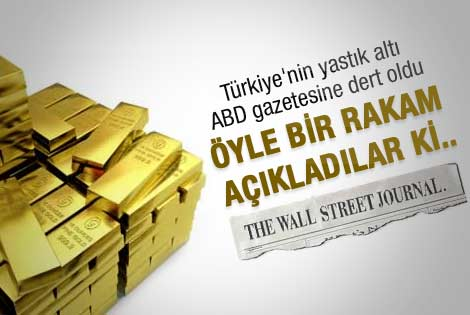 Türkiye'nin yastık altı
ABD gazetesine dert oldu
ÖYLE BİR RAKAM
AÇIKLADILAR Kİ..
THE WALL STREET JOURNAL.